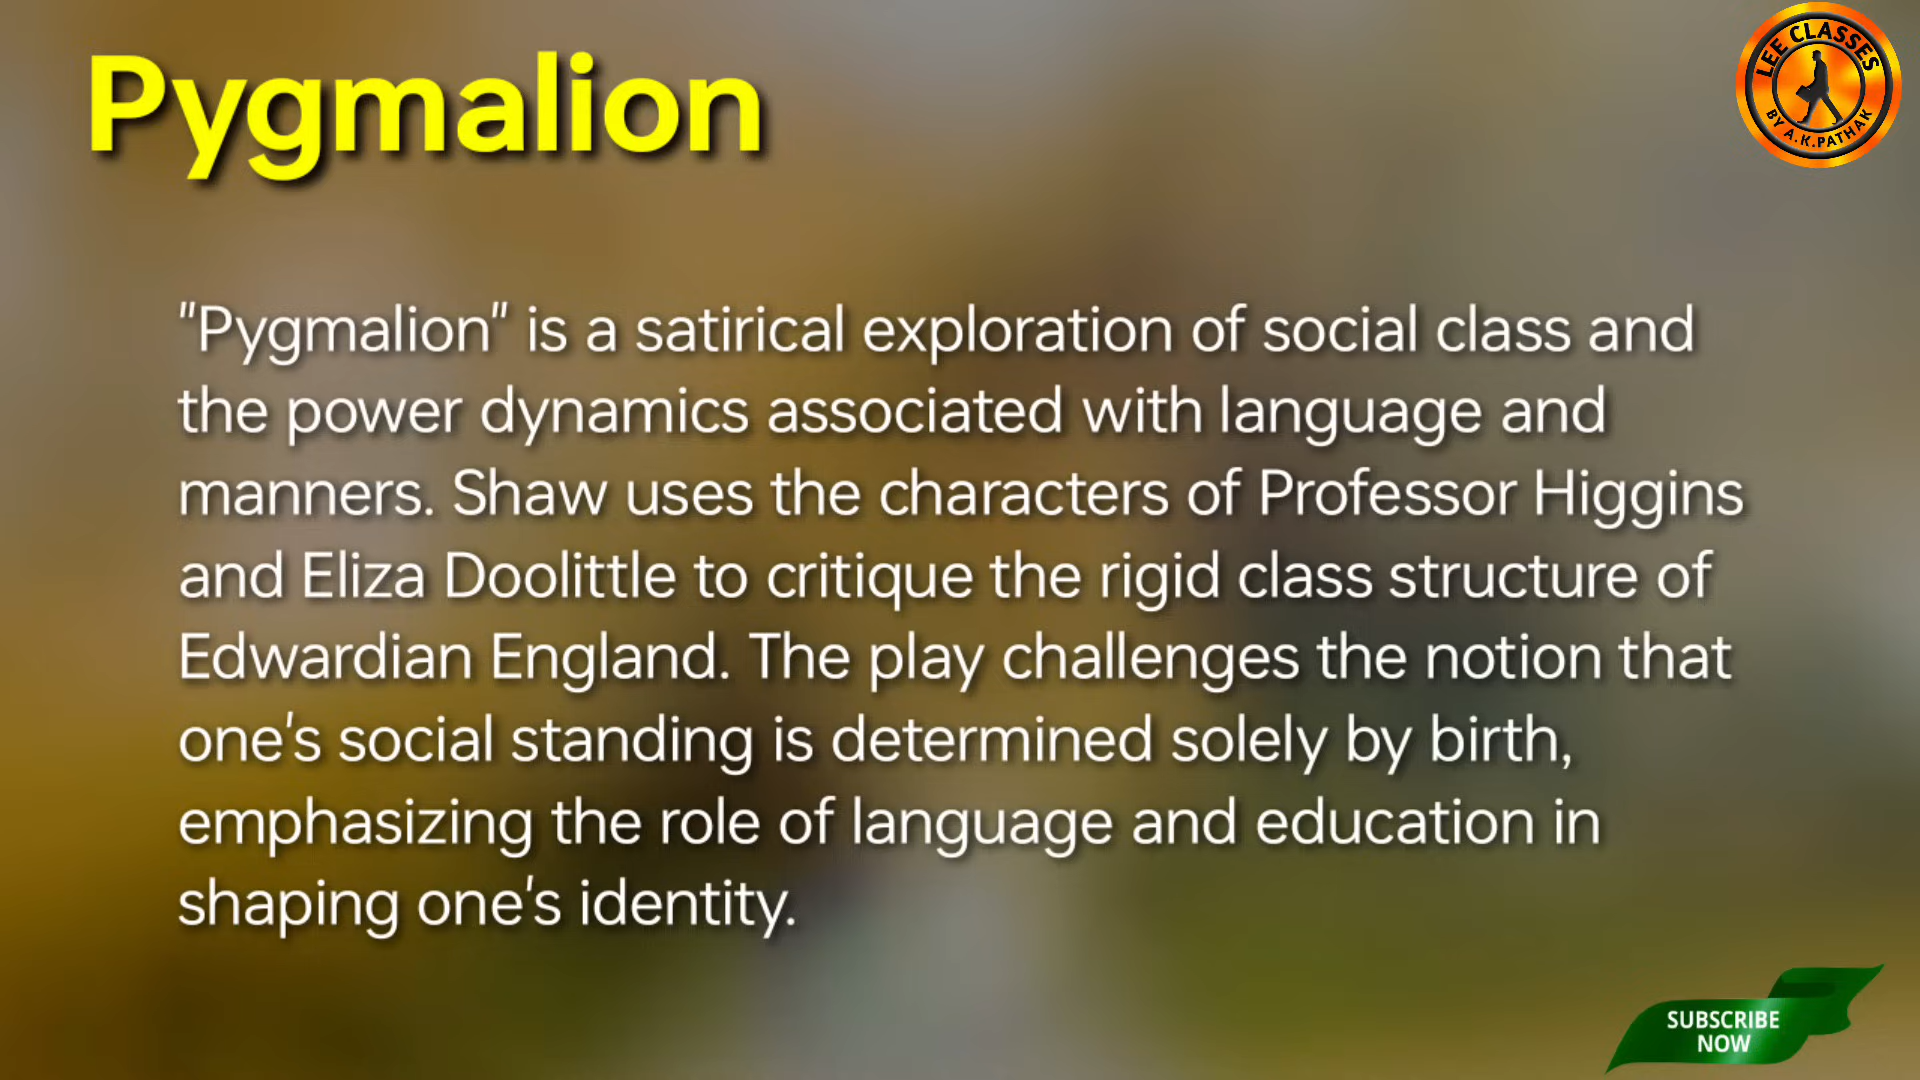 Pygmalion
LEE CLASSES
BY A.K.PATHAK
"Pygmalion" is a satirical exploration of social class and
the power dynamics associated with language and
manners. Shaw uses the characters of Professor Higgins
and Eliza Doolittle to critique the rigid class structure of
Edwardian England. The play challenges the notion that
one's social standing is determined solely by birth,
emphasizing the role of language and education in
shaping one's identity.
SUBSCRIBE
NOW